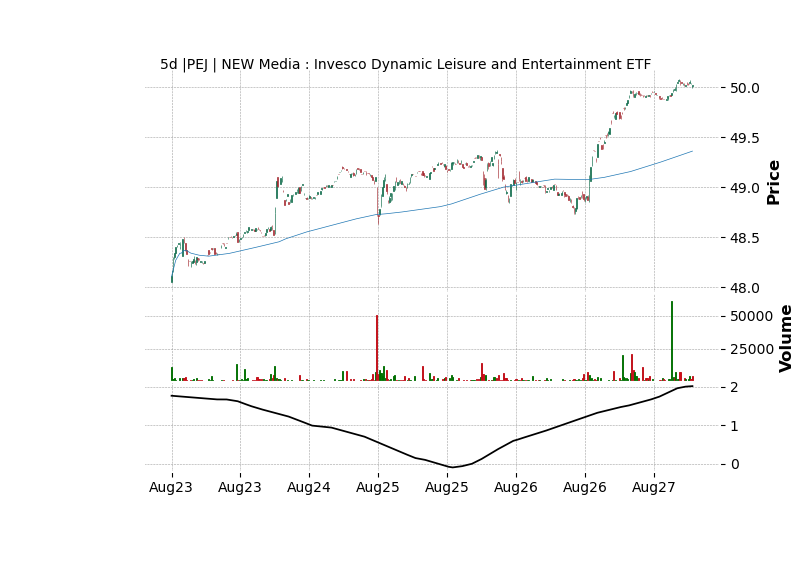 5d |PEJ | NEW Media : Invesco Dynamic Leisure and Entertainment ETF
50.0
49.5
49.0
48.5
48.0
Price
50000
25000
Volume
2
1
0
Aug23 Aug23 Aug24 Aug25 Aug25 Aug26 Aug26 Aug27